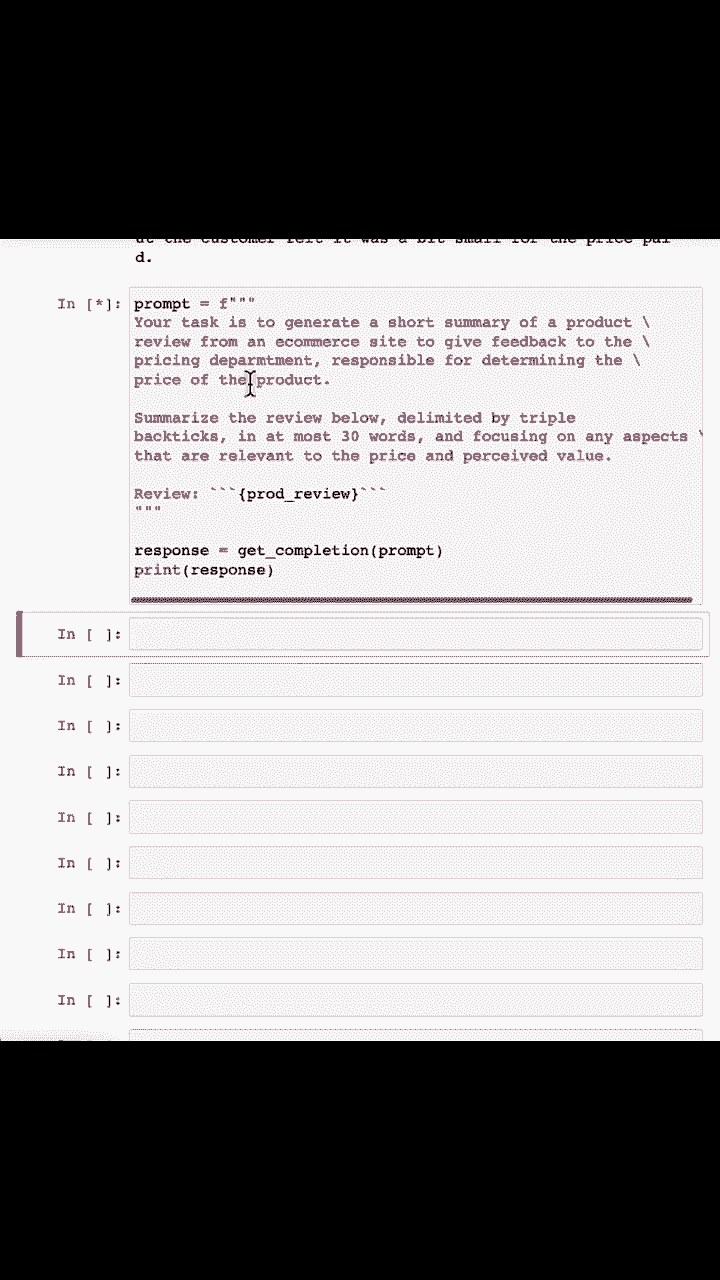 ut the customer felt it was a bit small for the price pai
d.
In [*]: prompt = f"""
Your task is to generate a short summary of a product \
review from an ecommerce site to give feedback to the \
pricing deparmtment, responsible for determining the \
price of the product.
Summarize the review below, delimited by triple
backticks, in at most 30 words, and focusing on any aspects \
that are relevant to the price and perceived value.
Review: ```{prod_review}```
"""
response = get_completion(prompt)
print(response)
In [ ]:
In [ ]:
In [ ]:
In [ ]:
In [ ]:
In [ ]:
In [ ]:
In [ ]:
In [ ]: